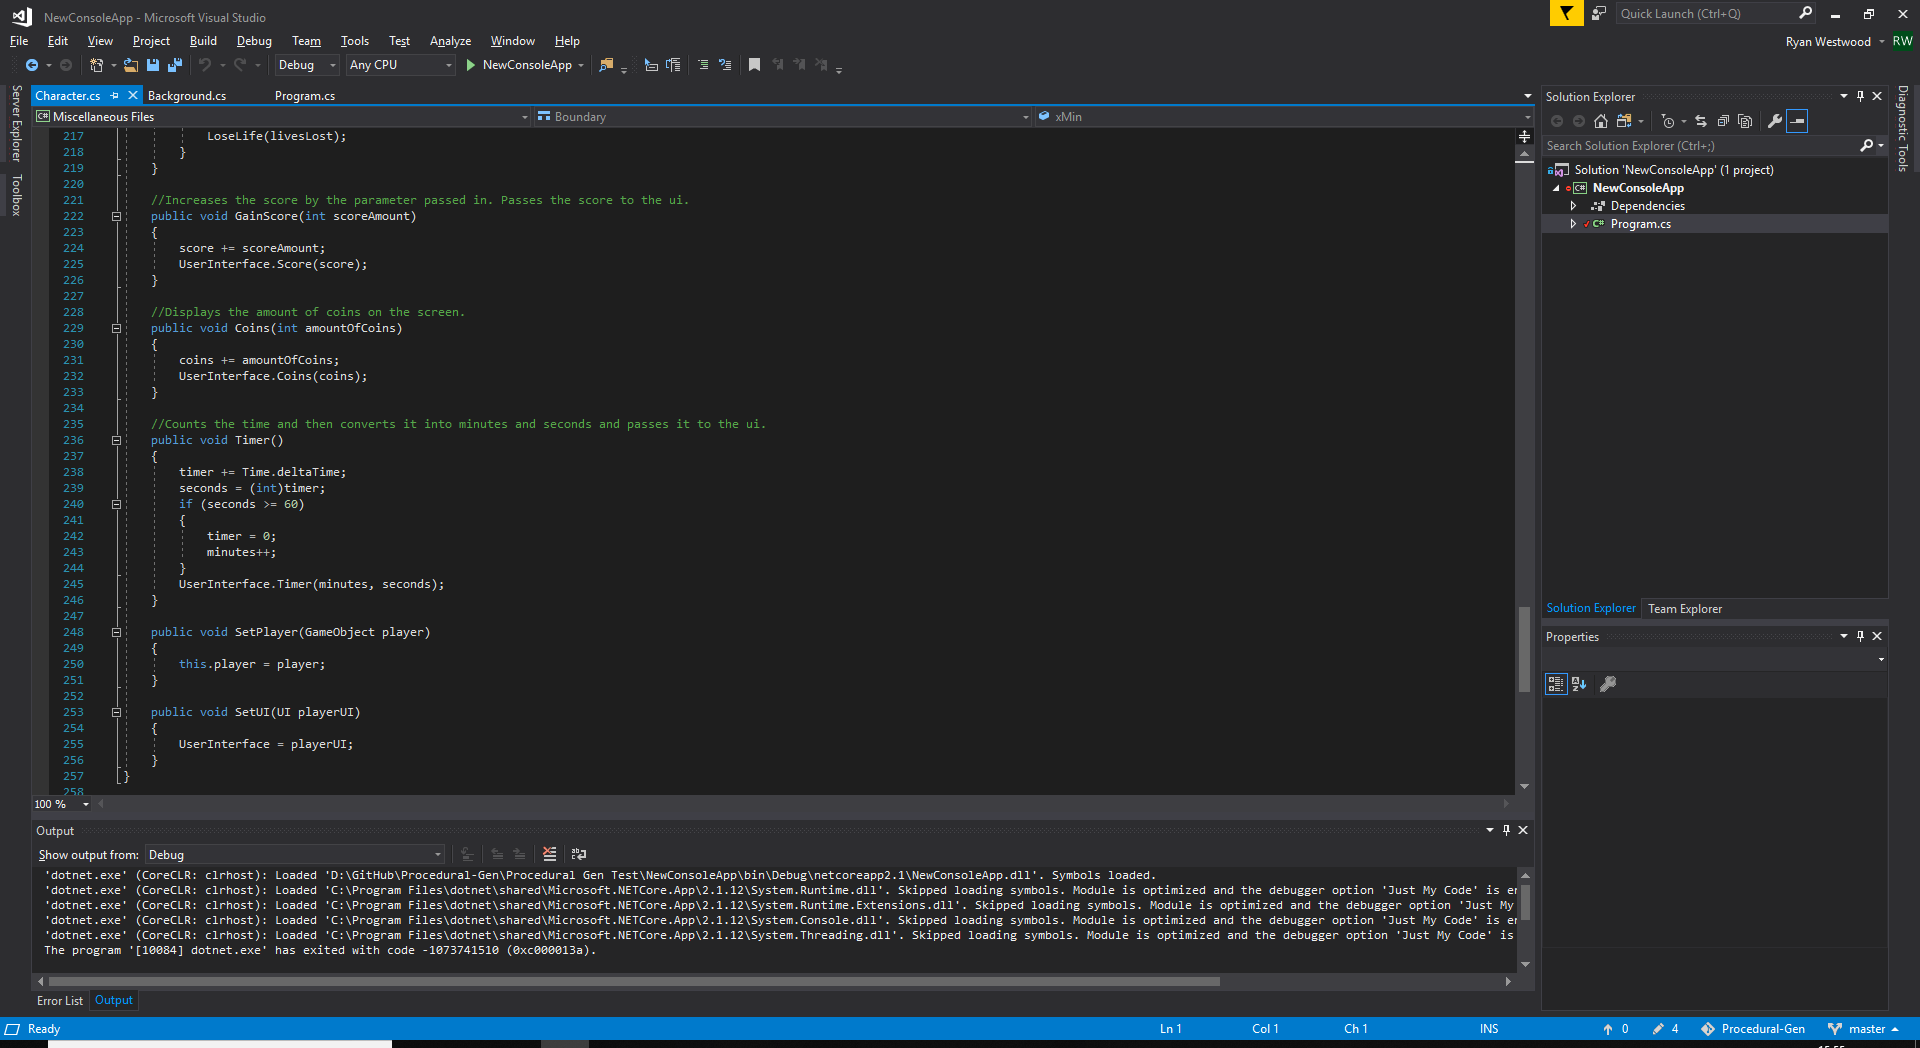 NewConsoleApp - Microsoft Visual Studio
Quick Launch (Ctrl+Q)
File Edit View Project Build Debug Team Tools Test Analyze Window Help
Ryan Westwood RW
Debug Any CPU NewConsoleApp
Server Explorer
Toolbox
Character.cs Background.cs Program.cs
C# Miscellaneous Files Boundary xMin
217 LoseLife(livesLost);
218 }
219 }
220
221 //Increases the score by the parameter passed in. Passes the score to the ui.
222 public void GainScore(int scoreAmount)
223 {
224 score += scoreAmount;
225 UserInterface.Score(score);
226 }
227
228 //Displays the amount of coins on the screen.
229 public void Coins(int amountOfCoins)
230 {
231 coins += amountOfCoins;
232 UserInterface.Coins(coins);
233 }
234
235 //Counts the time and then converts it into minutes and seconds and passes it to the ui.
236 public void Timer()
237 {
238 timer += Time.deltaTime;
239 seconds = (int)timer;
240 if (seconds >= 60)
241 {
242 timer = 0;
243 minutes++;
244 }
245 UserInterface.Timer(minutes, seconds);
246 }
247
248 public void SetPlayer(GameObject player)
249 {
250 this.player = player;
251 }
252
253 public void SetUI(UI playerUI)
254 {
255 UserInterface = playerUI;
256 }
257 }
258
100 %
Output
Show output from: Debug
'dotnet.exe' (CoreCLR: clrhost): Loaded 'D:\GitHub\Procedural-Gen\Procedural Gen Test\NewConsoleApp\bin\Debug\netcoreapp2.1\NewConsoleApp.dll'. Symbols loaded.
'dotnet.exe' (CoreCLR: clrhost): Loaded 'C:\Program Files\dotnet\shared\Microsoft.NETCore.App\2.1.12\System.Runtime.dll'. Skipped loading symbols. Module is optimized and the debugger option 'Just My Code' is
'dotnet.exe' (CoreCLR: clrhost): Loaded 'C:\Program Files\dotnet\shared\Microsoft.NETCore.App\2.1.12\System.Runtime.Extensions.dll'. Skipped loading symbols. Module is optimized and the debugger option 'Just My
'dotnet.exe' (CoreCLR: clrhost): Loaded 'C:\Program Files\dotnet\shared\Microsoft.NETCore.App\2.1.12\System.Console.dll'. Skipped loading symbols. Module is optimized and the debugger option 'Just My Code' is
'dotnet.exe' (CoreCLR: clrhost): Loaded 'C:\Program Files\dotnet\shared\Microsoft.NETCore.App\2.1.12\System.Threading.dll'. Skipped loading symbols. Module is optimized and the debugger option 'Just My Code' is
The program '[10084] dotnet.exe' has exited with code -1073741510 (0xc000013a).
Error List Output
Solution Explorer
Search Solution Explorer (Ctrl+;)
Solution 'NewConsoleApp' (1 project)
C# NewConsoleApp
Dependencies
C# Program.cs
Solution Explorer Team Explorer
Properties
Diagnostic Tools
Ready Ln 1 Col 1 Ch 1 INS 0 4 Procedural-Gen master